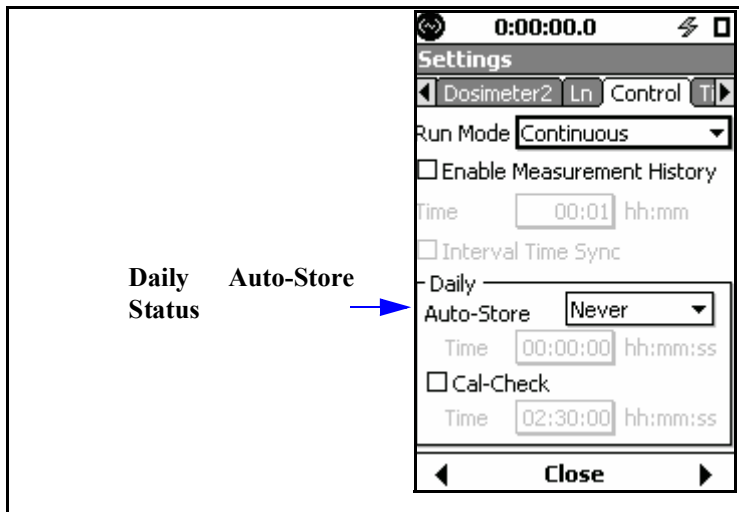 0:00:00.0
Settings
Dosimeter2 Ln Control Ti
Run Mode Continuous
Enable Measurement History
Time 00:01 hh:mm
Interval Time Sync
Daily Auto-Store
Status
Daily
Auto-Store Never
Time 00:00:00 hh:mm:ss
Cal-Check
Time 02:30:00 hh:mm:ss
Close